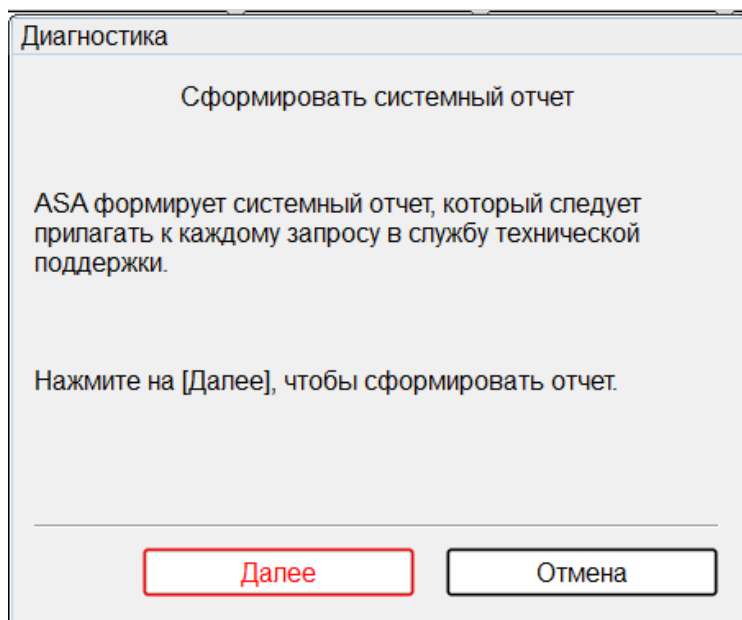 Диагностика
Сформировать системный отчет
ASA формирует системный отчет, который следует
прилагать к каждому запросу в службу технической
поддержки.
Нажмите на [Далее], чтобы сформировать отчет.
Далее
Отмена